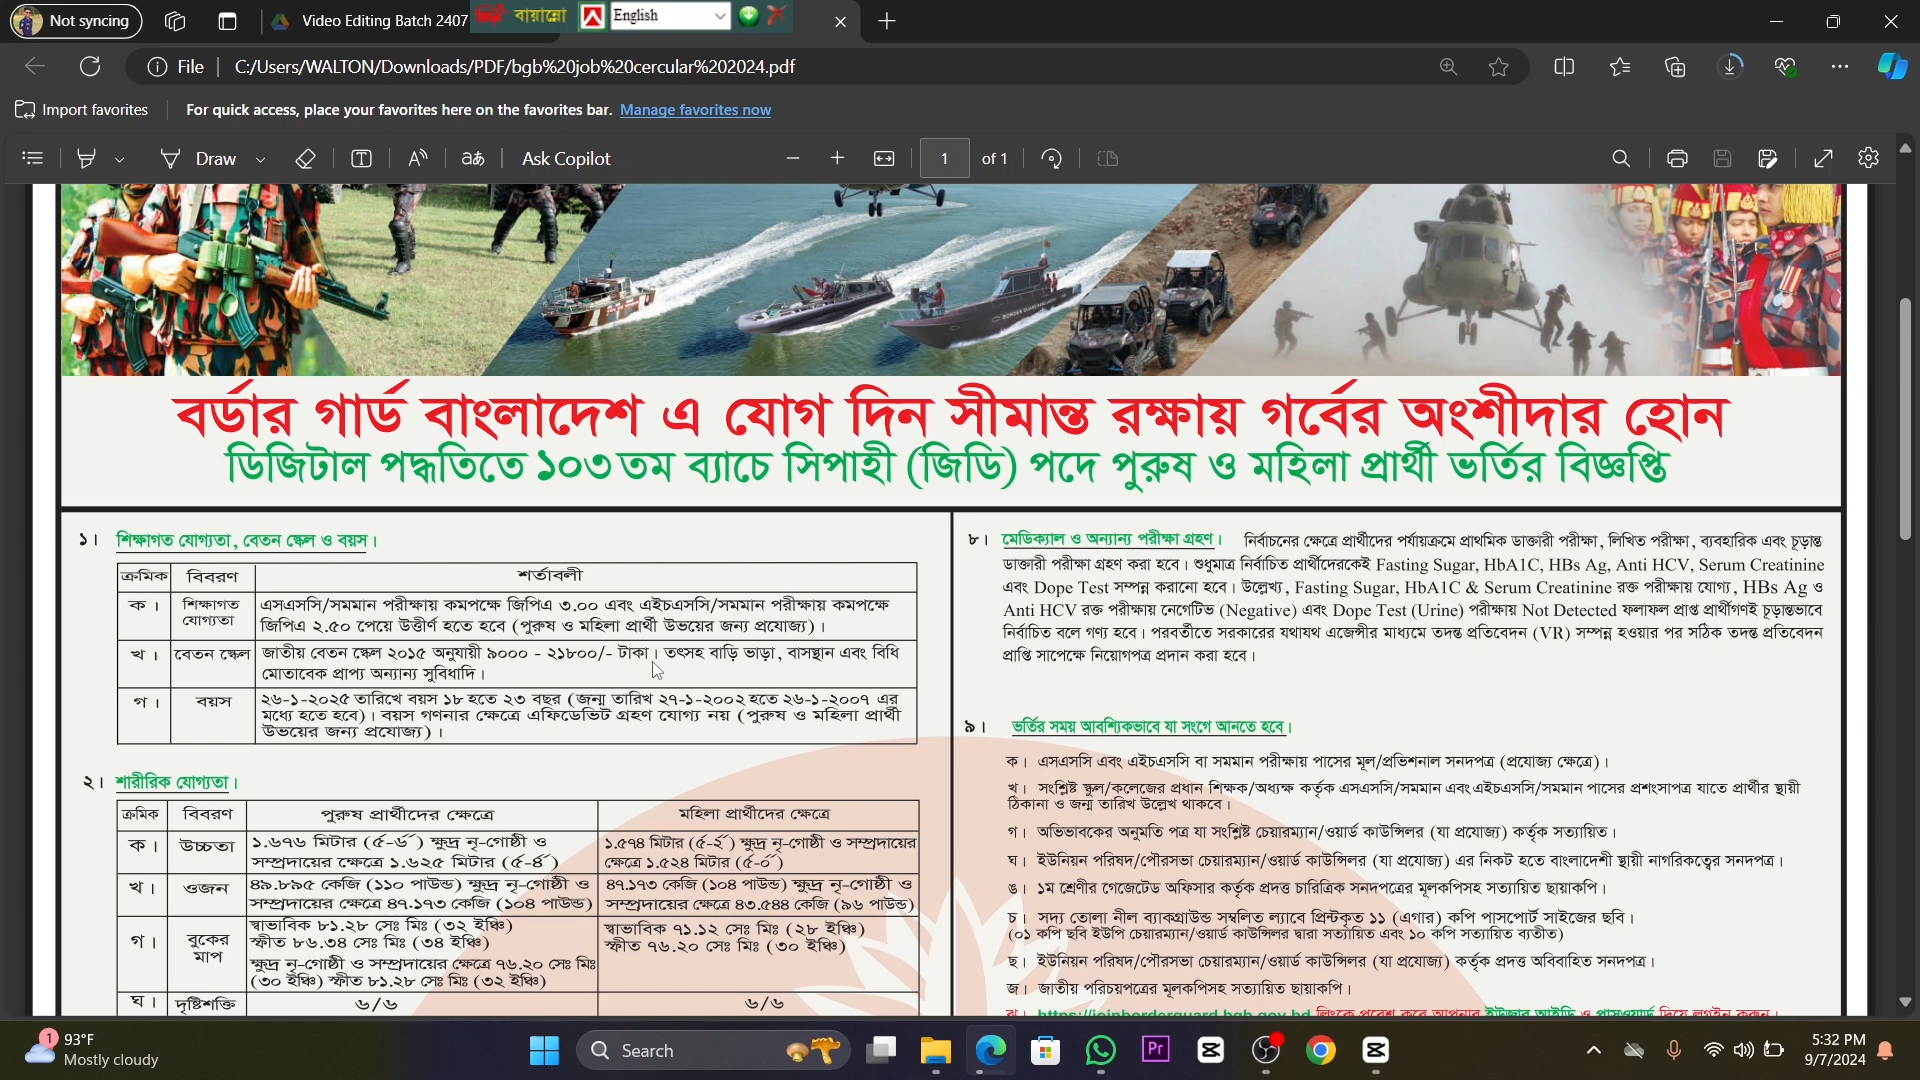 Not syncing
Video Editing Batch 2407
বায়ান্নো
English
File
C:/Users/WALTON/Downloads/PDF/bgb%20job%20cercular%202024.pdf
Import favorites
For quick access, place your favorites here on the favorites bar. Manage favorites now
Draw
aあ
Ask Copilot
1 of 1
বর্ডার গার্ড বাংলাদেশ এ যোগ দিন সীমান্ত রক্ষায় গর্বের অংশীদার হোন
ডিজিটাল পদ্ধতিতে ১০৩তম ব্যাচে সিপাহী (জিডি) পদে পুরুষ ও মহিলা প্রার্থী ভর্তির বিজ্ঞপ্তি
১। শিক্ষাগত যোগ্যতা, বেতন স্কেল ও বয়স।
ক্রমিক বিবরণ শর্তাবলী
ক। শিক্ষাগত যোগ্যতা এসএসসি/সমমান পরীক্ষায় কমপক্ষে জিপিএ ৩.০০ এবং এইচএসসি/সমমান পরীক্ষায় কমপক্ষে
জিপিএ ২.৫০ পেয়ে উত্তীর্ণ হতে হবে (পুরুষ ও মহিলা প্রার্থী উভয়ের জন্য প্রযোজ্য)।
খ। বেতন স্কেল জাতীয় বেতন স্কেল ২০১৫ অনুযায়ী ৯০০০ - ২১৮০০/- টাকা। তৎসহ বাড়ি ভাড়া, বাসস্থান এবং বিধি
মোতাবেক প্রাপ্য অন্যান্য সুবিধাদি।
গ। বয়স ২৬-১-২০২৫ তারিখে বয়স ১৮ হতে ২৩ বছর (জন্ম তারিখ ২৭-১-২০০২ হতে ২৬-১-২০০৭ এর
মধ্যে হতে হবে)। বয়স গণনার ক্ষেত্রে এফিডেভিট গ্রহণ যোগ্য নয় (পুরুষ ও মহিলা প্রার্থী
উভয়ের জন্য প্রযোজ্য)।
২। শারীরিক যোগ্যতা।
ক্রমিক বিবরণ পুরুষ প্রার্থীদের ক্ষেত্রে মহিলা প্রার্থীদের ক্ষেত্রে
ক। উচ্চতা ১.৬৭৬ মিটার (৫'-৬") ক্ষুদ্র নৃ-গোষ্ঠী ও ১.৫৭৪ মিটার (৫'-২") ক্ষুদ্র নৃ-গোষ্ঠী ও সম্প্রদায়ের
সম্প্রদায়ের ক্ষেত্রে ১.৬২৫ মিটার (৫'-৪") ক্ষেত্রে ১.৫২৪ মিটার (৫'-০")
খ। ওজন ৪৯.৮৯৫ কেজি (১১০ পাউন্ড) ক্ষুদ্র নৃ-গোষ্ঠী ও ৪৭.১৭৩ কেজি (১০৪ পাউন্ড) ক্ষুদ্র নৃ-গোষ্ঠী ও
সম্প্রদায়ের ক্ষেত্রে ৪৭.১৭৩ কেজি (১০৪ পাউন্ড) সম্প্রদায়ের ক্ষেত্রে ৪৩.৫৪৪ কেজি (৯৬ পাউন্ড)
গ। বুকের মাপ স্বাভাবিক ৮১.২৮ সেঃ মিঃ (৩২ ইঞ্চি) স্বাভাবিক ৭১.১২ সেঃ মিঃ (২৮ ইঞ্চি)
স্ফীত ৮৬.৩৪ সেঃ মিঃ (৩৪ ইঞ্চি) স্ফীত ৭৬.২০ সেঃ মিঃ (৩০ ইঞ্চি)
ক্ষুদ্র নৃ-গোষ্ঠী ও সম্প্রদায়ের ক্ষেত্রে ৭৬.২০ সেঃ মিঃ
(৩০ ইঞ্চি) স্ফীত ৮১.২৮ সেঃ মিঃ (৩২ ইঞ্চি)
ঘ। দৃষ্টিশক্তি ৬/৬ ৬/৬
৮। মেডিক্যাল ও অন্যান্য পরীক্ষা গ্রহণ। নির্বাচনের ক্ষেত্রে প্রার্থীদের পর্যায়ক্রমে প্রাথমিক ডাক্তারী পরীক্ষা, লিখিত পরীক্ষা, ব্যবহারিক এবং চূড়ান্ত
ডাক্তারী পরীক্ষা গ্রহণ করা হবে। শুধুমাত্র নির্বাচিত প্রার্থীদেরকেই Fasting Sugar, HbA1C, HBs Ag, Anti HCV, Serum Creatinine
এবং Dope Test সম্পন্ন করানো হবে। উল্লেখ্য, Fasting Sugar, HbA1C & Serum Creatinine রক্ত পরীক্ষায় যোগ্য, HBs Ag ও
Anti HCV রক্ত পরীক্ষায় নেগেটিভ (Negative) এবং Dope Test (Urine) পরীক্ষায় Not Detected ফলাফল প্রাপ্ত প্রার্থীগণই চূড়ান্তভাবে
নির্বাচিত বলে গণ্য হবে। পরবর্তীতে সরকারের যথাযথ এজেন্সীর মাধ্যমে তদন্ত প্রতিবেদন (VR) সম্পন্ন হওয়ার পর সঠিক তদন্ত প্রতিবেদন
প্রাপ্তি সাপেক্ষে নিয়োগপত্র প্রদান করা হবে।
৯। ভর্তির সময় আবশ্যিকভাবে যা সংগে আনতে হবে।
ক। এসএসসি এবং এইচএসসি বা সমমান পরীক্ষায় পাসের মূল/প্রভিশনাল সনদপত্র (প্রযোজ্য ক্ষেত্রে)।
খ। সংশ্লিষ্ট স্কুল/কলেজের প্রধান শিক্ষক/অধ্যক্ষ কর্তৃক এসএসসি/সমমান এবং এইচএসসি/সমমান পাসের প্রশংসাপত্র যাতে প্রার্থীর স্থায়ী
ঠিকানা ও জন্ম তারিখ উল্লেখ থাকবে।
গ। অভিভাবকের অনুমতি পত্র যা সংশ্লিষ্ট চেয়ারম্যান/ওয়ার্ড কাউন্সিলর (যা প্রযোজ্য) কর্তৃক সত্যায়িত।
ঘ। ইউনিয়ন পরিষদ/পৌরসভা চেয়ারম্যান/ওয়ার্ড কাউন্সিলর (যা প্রযোজ্য) এর নিকট হতে বাংলাদেশী স্থায়ী নাগরিকত্বের সনদপত্র।
ঙ। ১ম শ্রেণীর গেজেটেড অফিসার কর্তৃক প্রদত্ত চারিত্রিক সনদপত্রের মূলকপিসহ সত্যায়িত ছায়াকপি।
চ। সদ্য তোলা নীল ব্যাকগ্রাউন্ড সম্বলিত ল্যাবে প্রিন্টকৃত ১১ (এগার) কপি পাসপোর্ট সাইজের ছবি।
(০১ কপি ছবি ইউপি চেয়ারম্যান/ওয়ার্ড কাউন্সিলর দ্বারা সত্যায়িত এবং ১০ কপি সত্যায়িত ব্যতীত)
ছ। ইউনিয়ন পরিষদ/পৌরসভা চেয়ারম্যান/ওয়ার্ড কাউন্সিলর (যা প্রযোজ্য) কর্তৃক প্রদত্ত অবিবাহিত সনদপত্র।
জ। জাতীয় পরিচয়পত্রের মূলকপিসহ সত্যায়িত ছায়াকপি।
ঝ। https://joinborderguard.bgb.gov.bd লিংকে প্রবেশ করে আপনার ইউজার আইডি ও পাসওয়ার্ড দিয়ে লগইন করুন।
1
93°F
Mostly cloudy
Search
Pr
5:32 PM
9/7/2024